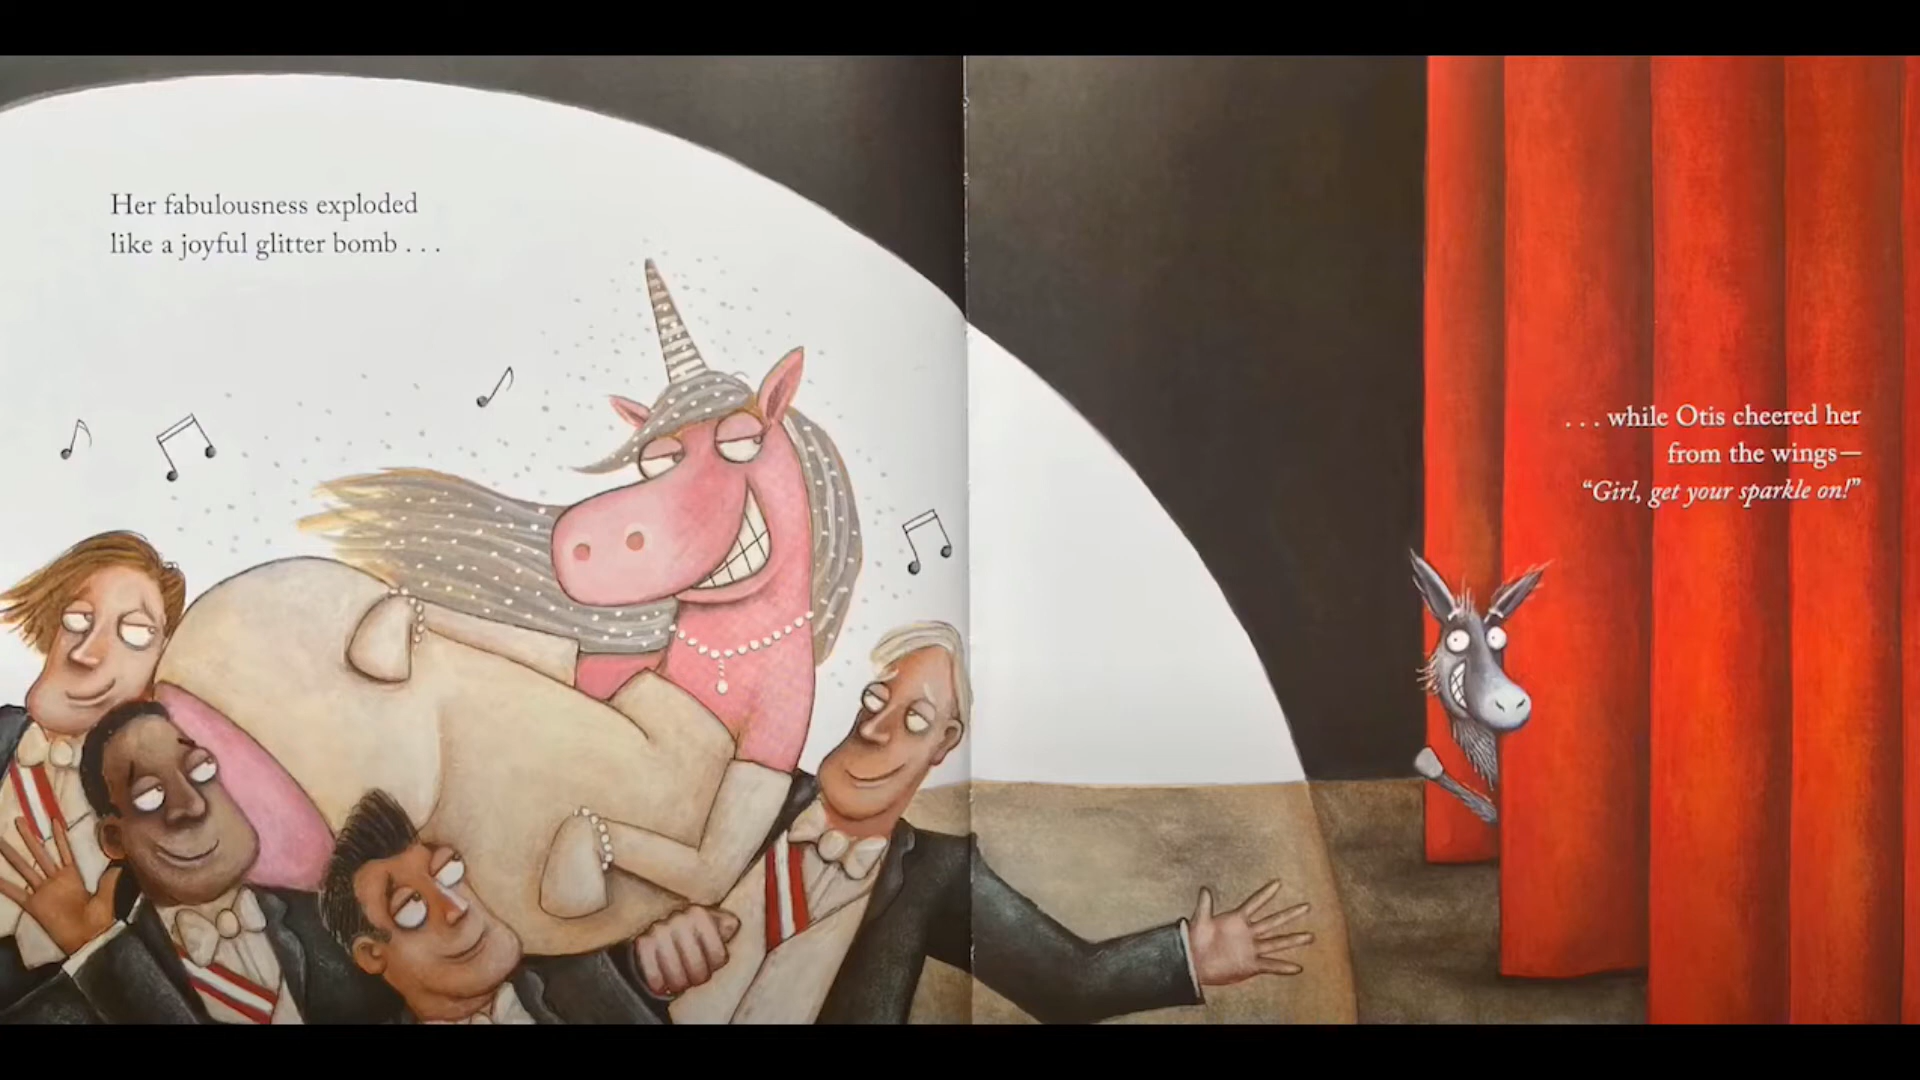 Her fabulousness exploded
like a joyful glitter bomb . . .
. . . while Otis cheered her
from the wings—
“Girl, get your sparkle on!”